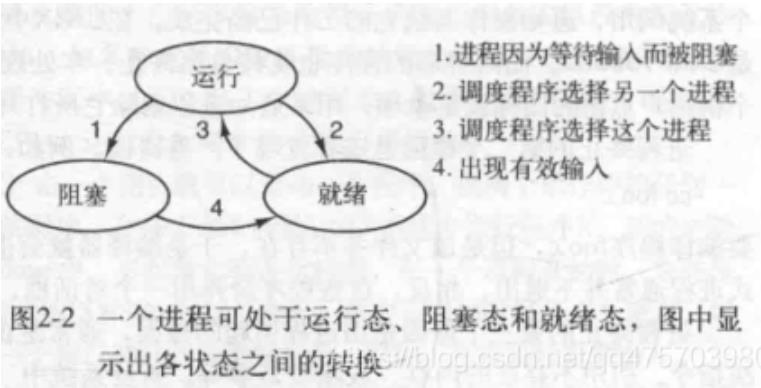 运行
1
3
2
阻塞
4
就绪
1. 进程因为等待输入而被阻塞
2. 调度程序选择另一个进程
3. 调度程序选择这个进程
4. 出现有效输入
图2-2 一个进程可处于运行态、阻塞态和就绪态，图中显
示出各状态之间的转换
https://blog.csdn.net/qq475703980